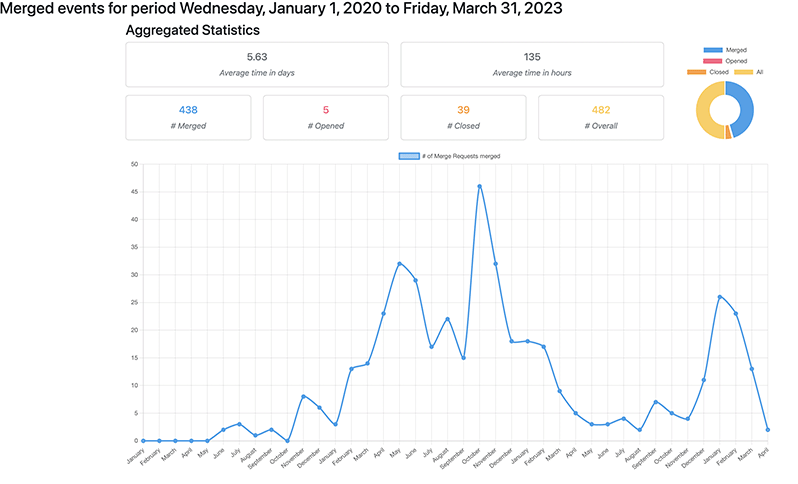 Merged events for period Wednesday, January 1, 2020 to Friday, March 31, 2023
Aggregated Statistics
5.63
Average time in days
135
Average time in hours
438
# Merged
5
# Opened
39
# Closed
482
# Overall
Merged
Opened
Closed All
# of Merge Requests merged
50
45
40
35
30
25
20
15
10
5
0
January February March April May June July August September October November December January February March April May June July August September October November December January February March April May June July August September October November December January February March April